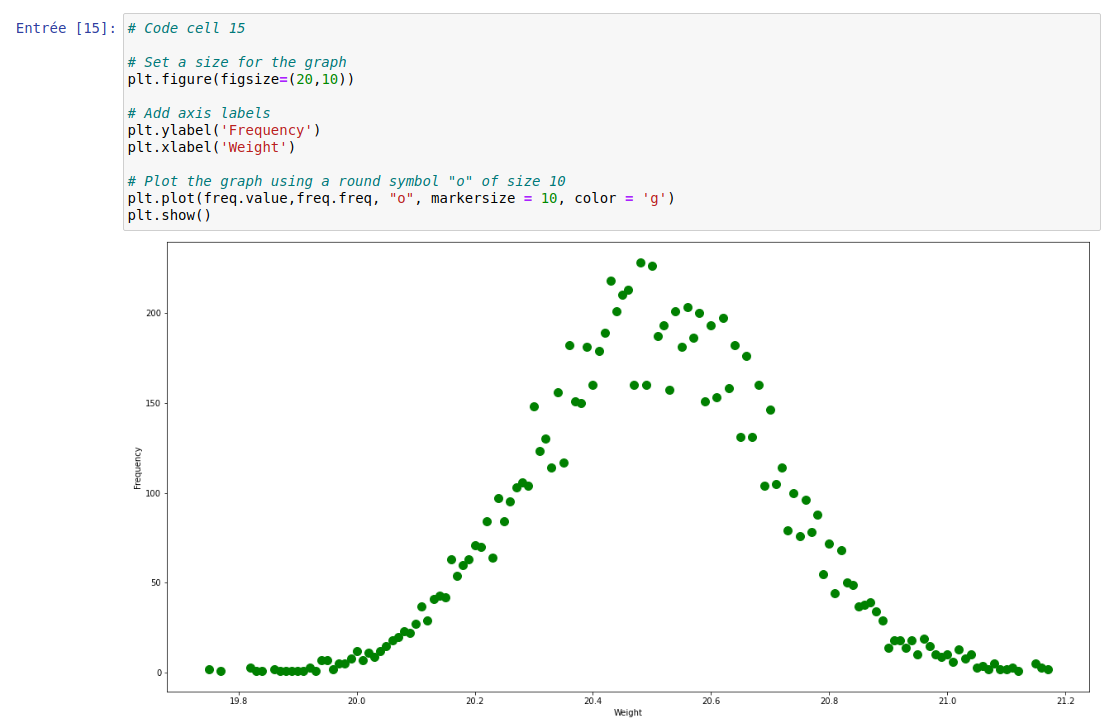 Entrée [15]: # Code cell 15
# Set a size for the graph
plt.figure(figsize=(20,10))
# Add axis labels
plt.ylabel('Frequency')
plt.xlabel('Weight')
# Plot the graph using a round symbol "o" of size 10
plt.plot(freq.value,freq.freq, "o", markersize = 10, color = 'g')
plt.show()
200
150
100
50
0
Frequency
19.8 20.0 20.2 20.4 20.6 20.8 21.0 21.2
Weight